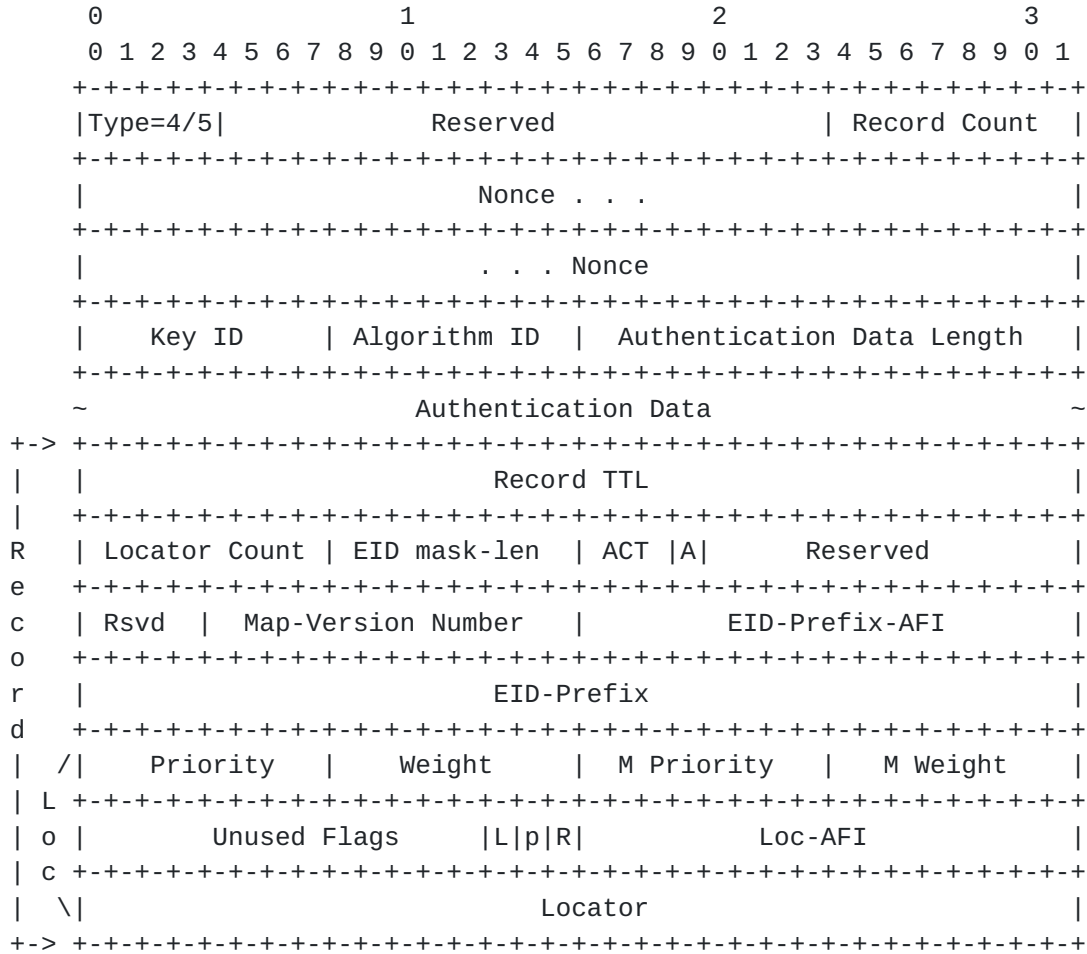 0                   1                   2                   3
        0 1 2 3 4 5 6 7 8 9 0 1 2 3 4 5 6 7 8 9 0 1 2 3 4 5 6 7 8 9 0 1
       +-+-+-+-+-+-+-+-+-+-+-+-+-+-+-+-+-+-+-+-+-+-+-+-+-+-+-+-+-+-+-+-+
       |Type=4/5|             Reserved                 | Record Count  |
       +-+-+-+-+-+-+-+-+-+-+-+-+-+-+-+-+-+-+-+-+-+-+-+-+-+-+-+-+-+-+-+-+
       |                         Nonce . . .                           |
       +-+-+-+-+-+-+-+-+-+-+-+-+-+-+-+-+-+-+-+-+-+-+-+-+-+-+-+-+-+-+-+-+
       |                         . . . Nonce                           |
       +-+-+-+-+-+-+-+-+-+-+-+-+-+-+-+-+-+-+-+-+-+-+-+-+-+-+-+-+-+-+-+-+
       |    Key ID     | Algorithm ID  |  Authentication Data Length   |
       +-+-+-+-+-+-+-+-+-+-+-+-+-+-+-+-+-+-+-+-+-+-+-+-+-+-+-+-+-+-+-+-+
       ~                     Authentication Data                       ~
   +-> +-+-+-+-+-+-+-+-+-+-+-+-+-+-+-+-+-+-+-+-+-+-+-+-+-+-+-+-+-+-+-+-+
   |   |                          Record TTL                           |
   |   +-+-+-+-+-+-+-+-+-+-+-+-+-+-+-+-+-+-+-+-+-+-+-+-+-+-+-+-+-+-+-+-+
   R   | Locator Count | EID mask-len  | ACT |A|      Reserved         |
   e   +-+-+-+-+-+-+-+-+-+-+-+-+-+-+-+-+-+-+-+-+-+-+-+-+-+-+-+-+-+-+-+-+
   c   | Rsvd  |  Map-Version Number   |         EID-Prefix-AFI        |
   o   +-+-+-+-+-+-+-+-+-+-+-+-+-+-+-+-+-+-+-+-+-+-+-+-+-+-+-+-+-+-+-+-+
   r   |                          EID-Prefix                           |
   d   +-+-+-+-+-+-+-+-+-+-+-+-+-+-+-+-+-+-+-+-+-+-+-+-+-+-+-+-+-+-+-+-+
   |  /|    Priority   |    Weight     |  M Priority   |   M Weight    |
   | L +-+-+-+-+-+-+-+-+-+-+-+-+-+-+-+-+-+-+-+-+-+-+-+-+-+-+-+-+-+-+-+-+
   | o |        Unused Flags     |L|p|R|           Loc-AFI             |
   | c +-+-+-+-+-+-+-+-+-+-+-+-+-+-+-+-+-+-+-+-+-+-+-+-+-+-+-+-+-+-+-+-+
   |  \|                             Locator                           |
   +-> +-+-+-+-+-+-+-+-+-+-+-+-+-+-+-+-+-+-+-+-+-+-+-+-+-+-+-+-+-+-+-+-+